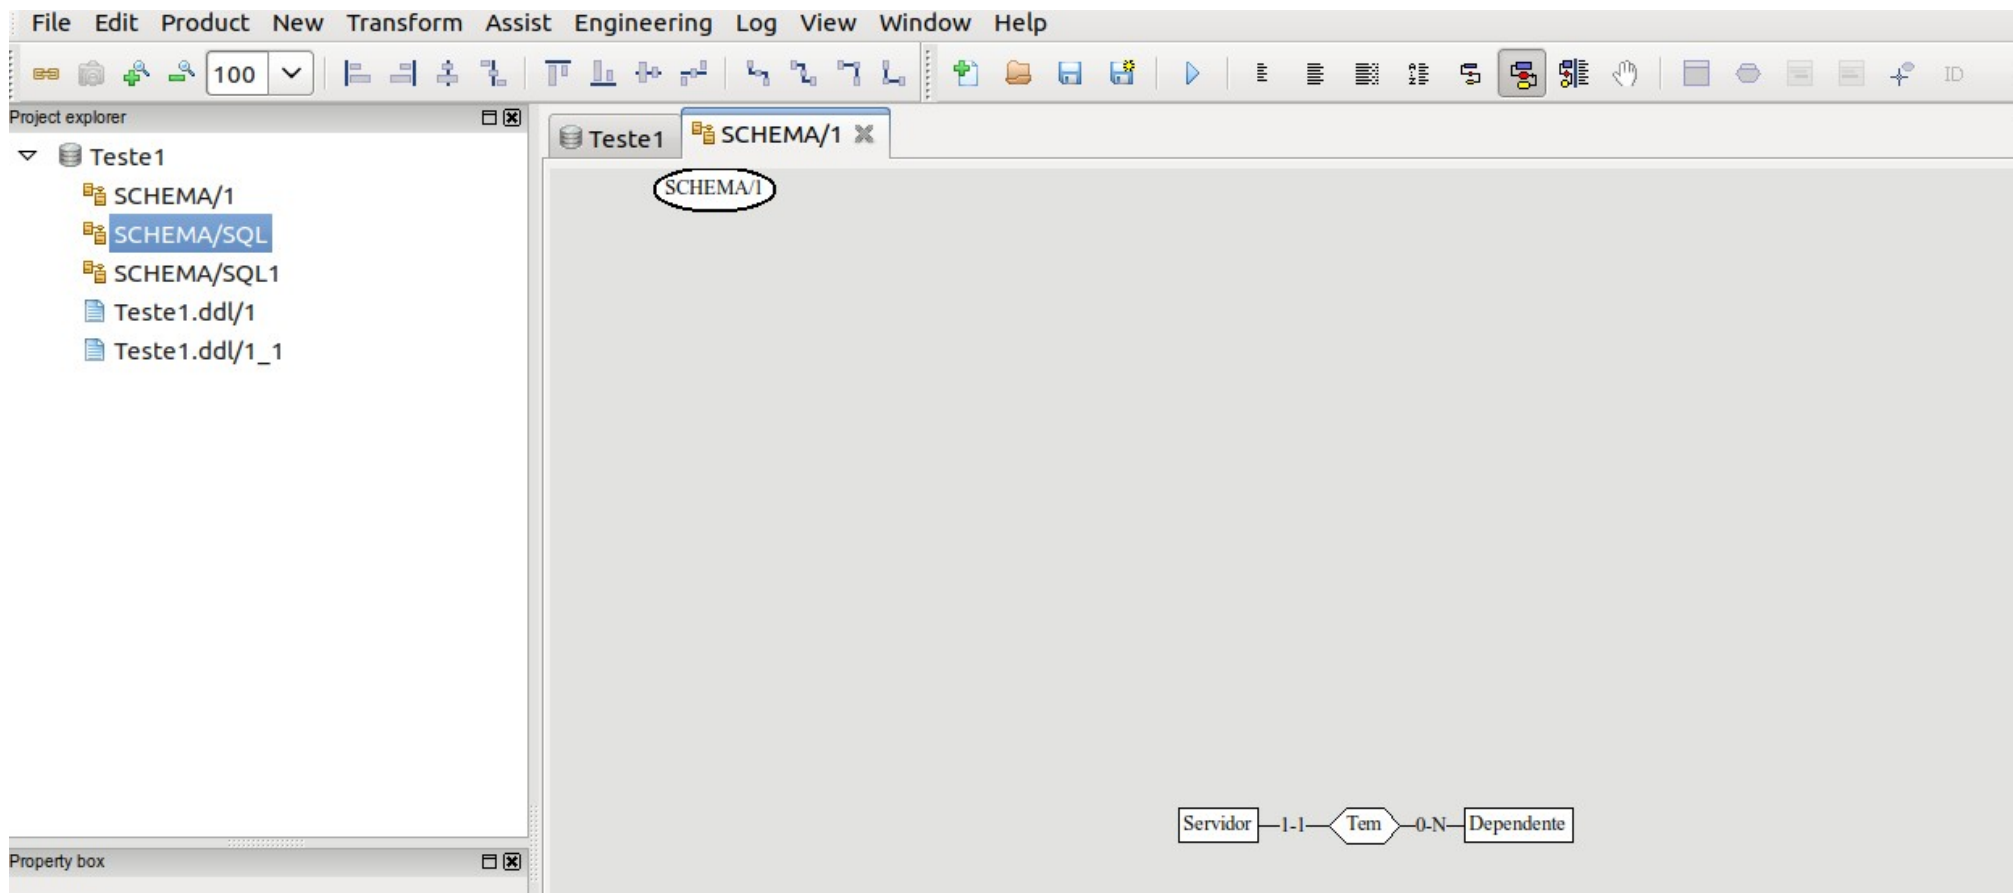 File Edit Product New Transform Assist Engineering Log View Window Help
100
ID
Project explorer
Teste1
SCHEMA/1
SCHEMA/SQL
SCHEMA/SQL1
Teste1.ddl/1
Teste1.ddl/1_1
Property box
Teste1
SCHEMA/1
SCHEMA/1
Servidor 1-1 Tem 0-N Dependente